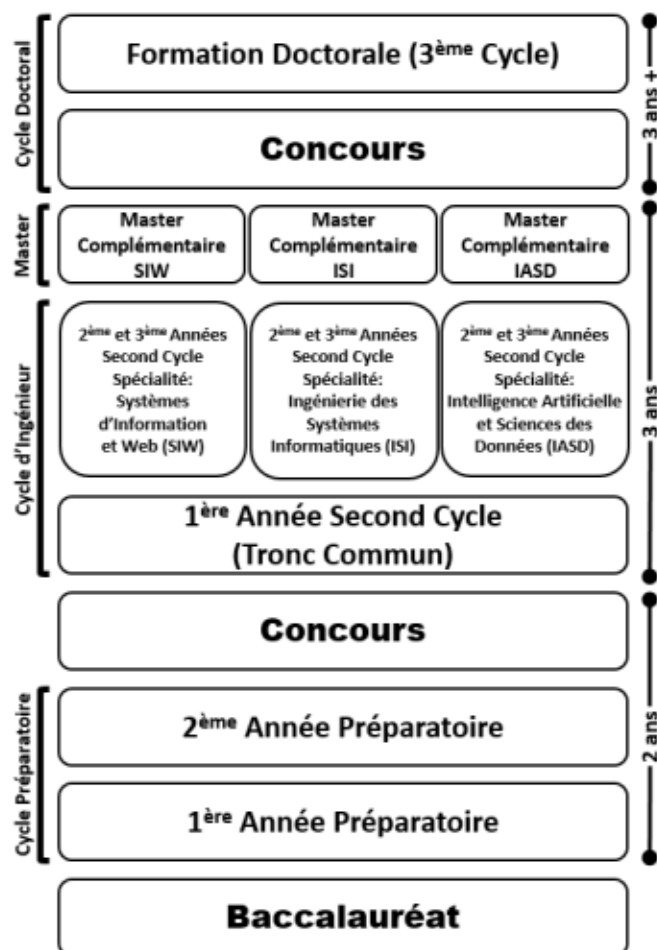 Formation Doctorale (3ème Cycle)
Concours
Cycle Doctoral
3 ans +
Master
Complémentaire
SIW
Master
Complémentaire
ISI
Master
Complémentaire
IASD
Master
2ème et 3ème Années
Second Cycle
Spécialité:
Systèmes
d'Information
et Web (SIW)
2ème et 3ème Années
Second Cycle
Spécialité:
Ingénierie des
Systèmes
Informatiques (ISI)
2ème et 3ème Années
Second Cycle
Spécialité:
Intelligence Artificielle
et Sciences des
Données (IASD)
1ère Année Second Cycle
(Tronc Commun)
Cycle d'Ingénieur
3 ans
Concours
2ème Année Préparatoire
1ère Année Préparatoire
Cycle Préparatoire
2 ans
Baccalauréat